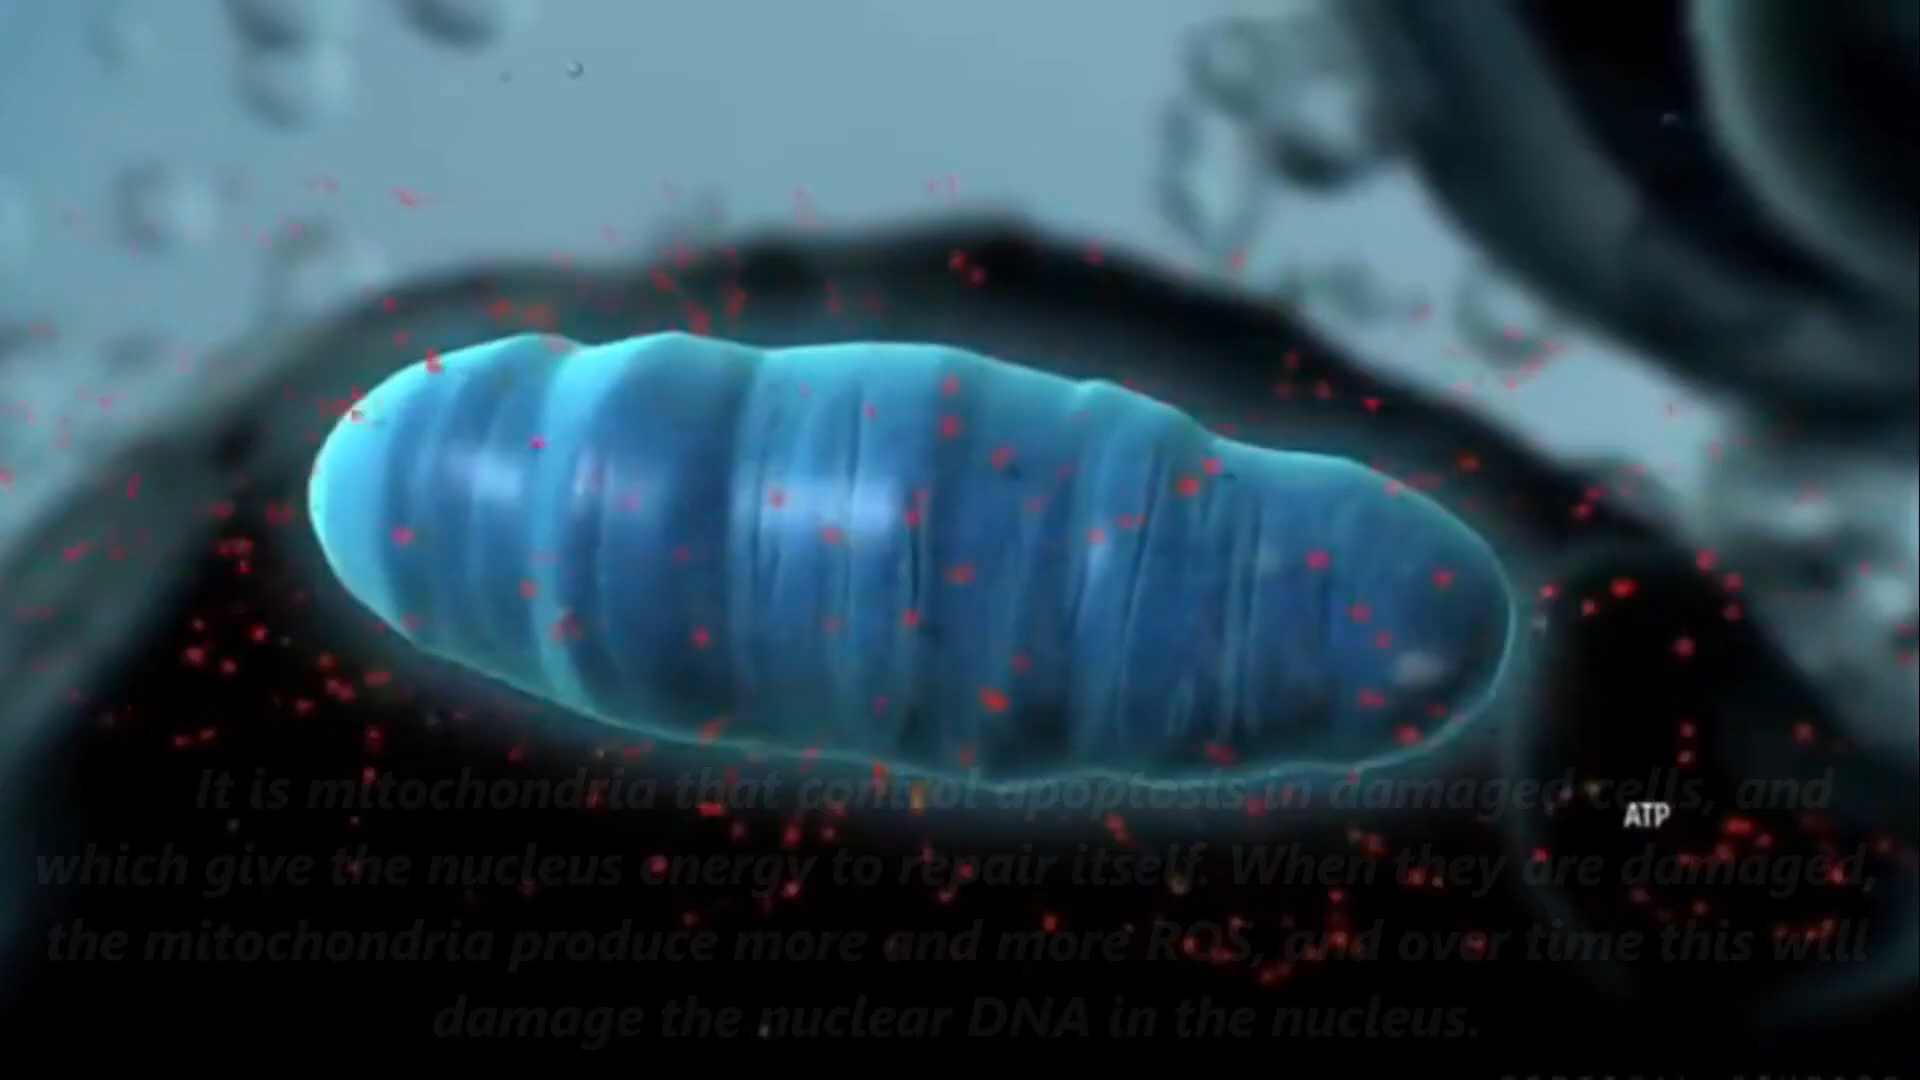 It is mitochondria that control apoptosis in damaged cells, and
ATP
which give the nucleus energy to repair itself. When they are damaged,
the mitochondria produce more and more ROS, and over time this will
damage the nuclear DNA in the nucleus.